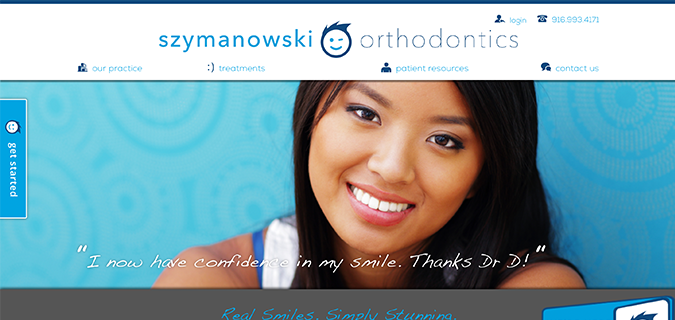 login 916.993.4171
szymanowski orthodontics
our practice :) treatments patient resources contact us
get started
"I now have confidence in my smile. Thanks Dr D!"
Real Smiles. Simply Stunning.